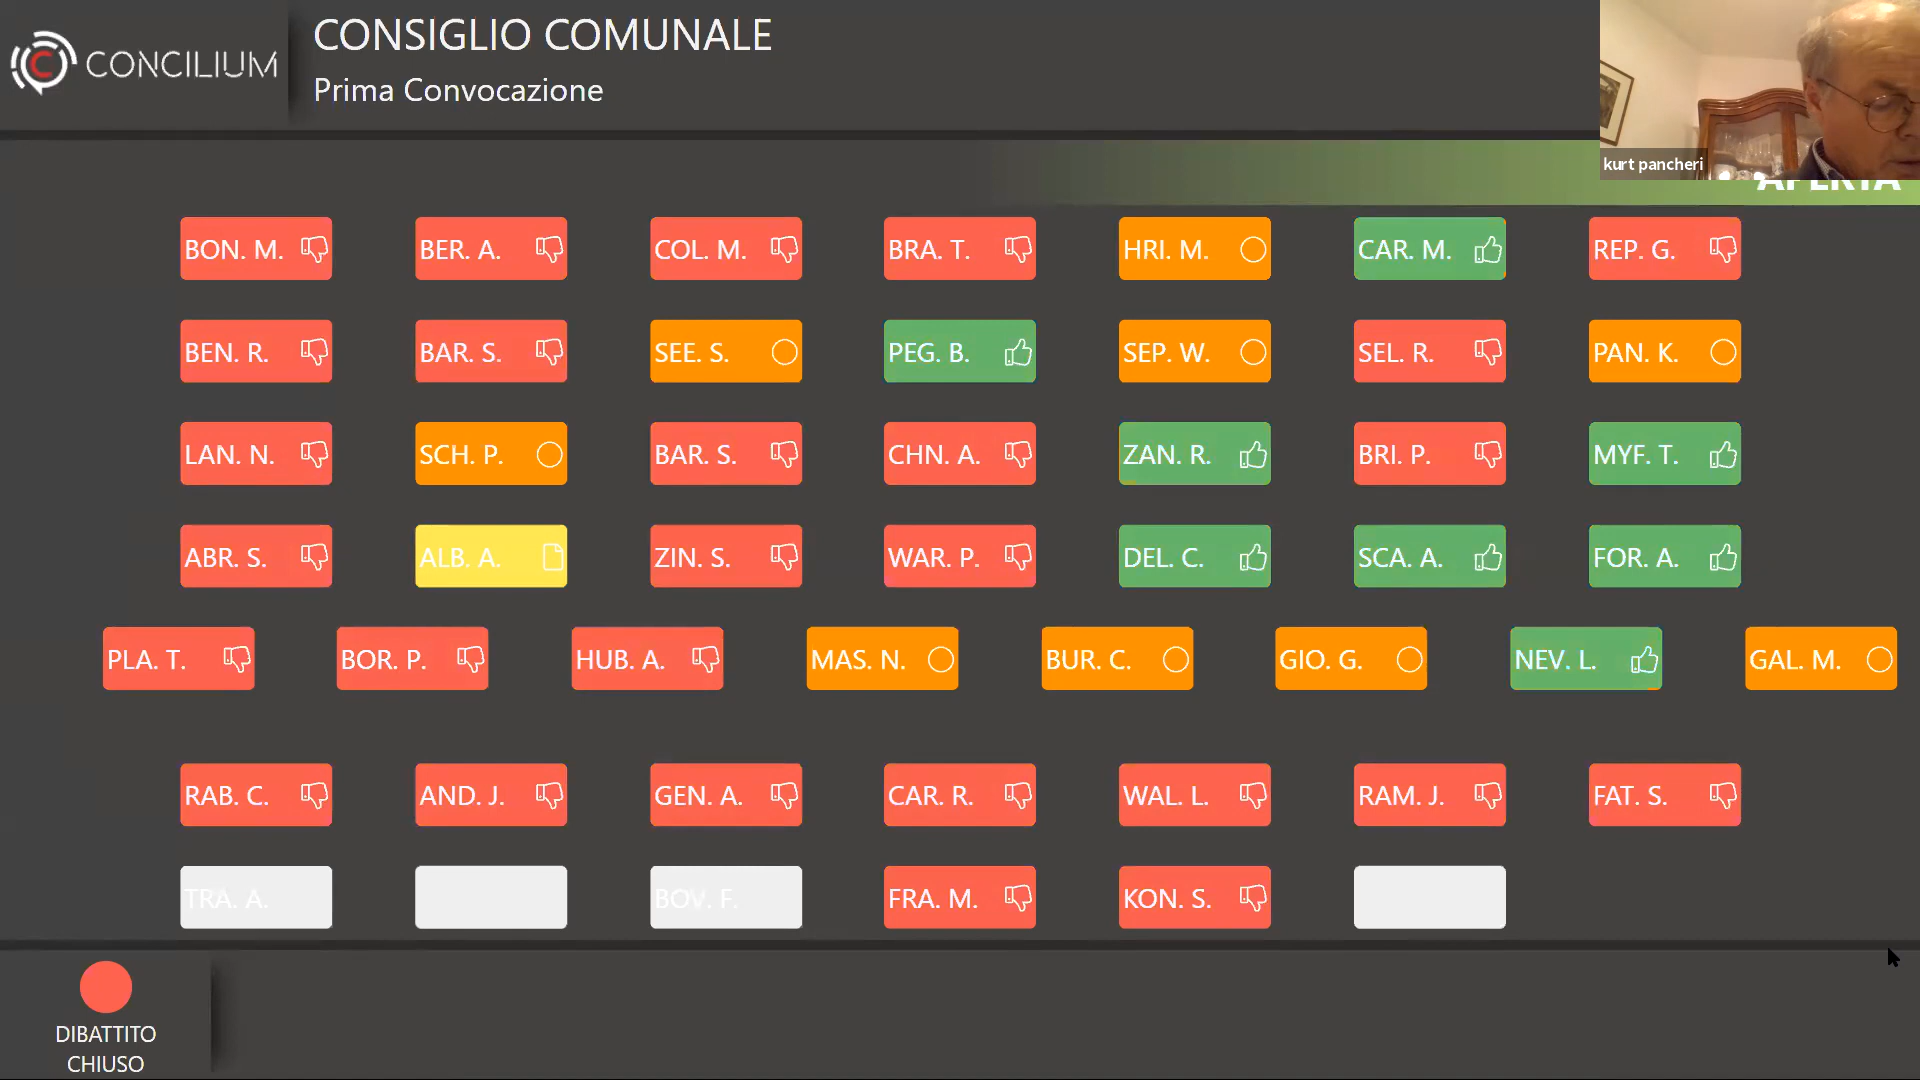 CONCILIUM
CONSIGLIO COMUNALE
Prima Convocazione
kurt pancheri
APERTA
BON. M. BER. A. COL. M. BRA. T. HRI. M. CAR. M. REP. G.
BEN. R. BAR. S. SEE. S. PEG. B. SEP. W. SEL. R. PAN. K.
LAN. N. SCH. P. BAR. S. CHN. A. ZAN. R. BRI. P. MYF. T.
ABR. S. ALB. A. ZIN. S. WAR. P. DEL. C. SCA. A. FOR. A.
PLA. T. BOR. P. HUB. A. MAS. N. BUR. C. GIO. G. NEV. L. GAL. M.
RAB. C. AND. J. GEN. A. CAR. R. WAL. L. RAM. J. FAT. S.
TRA. A. BOV. F. FRA. M. KON. S.
DIBATTITO
CHIUSO